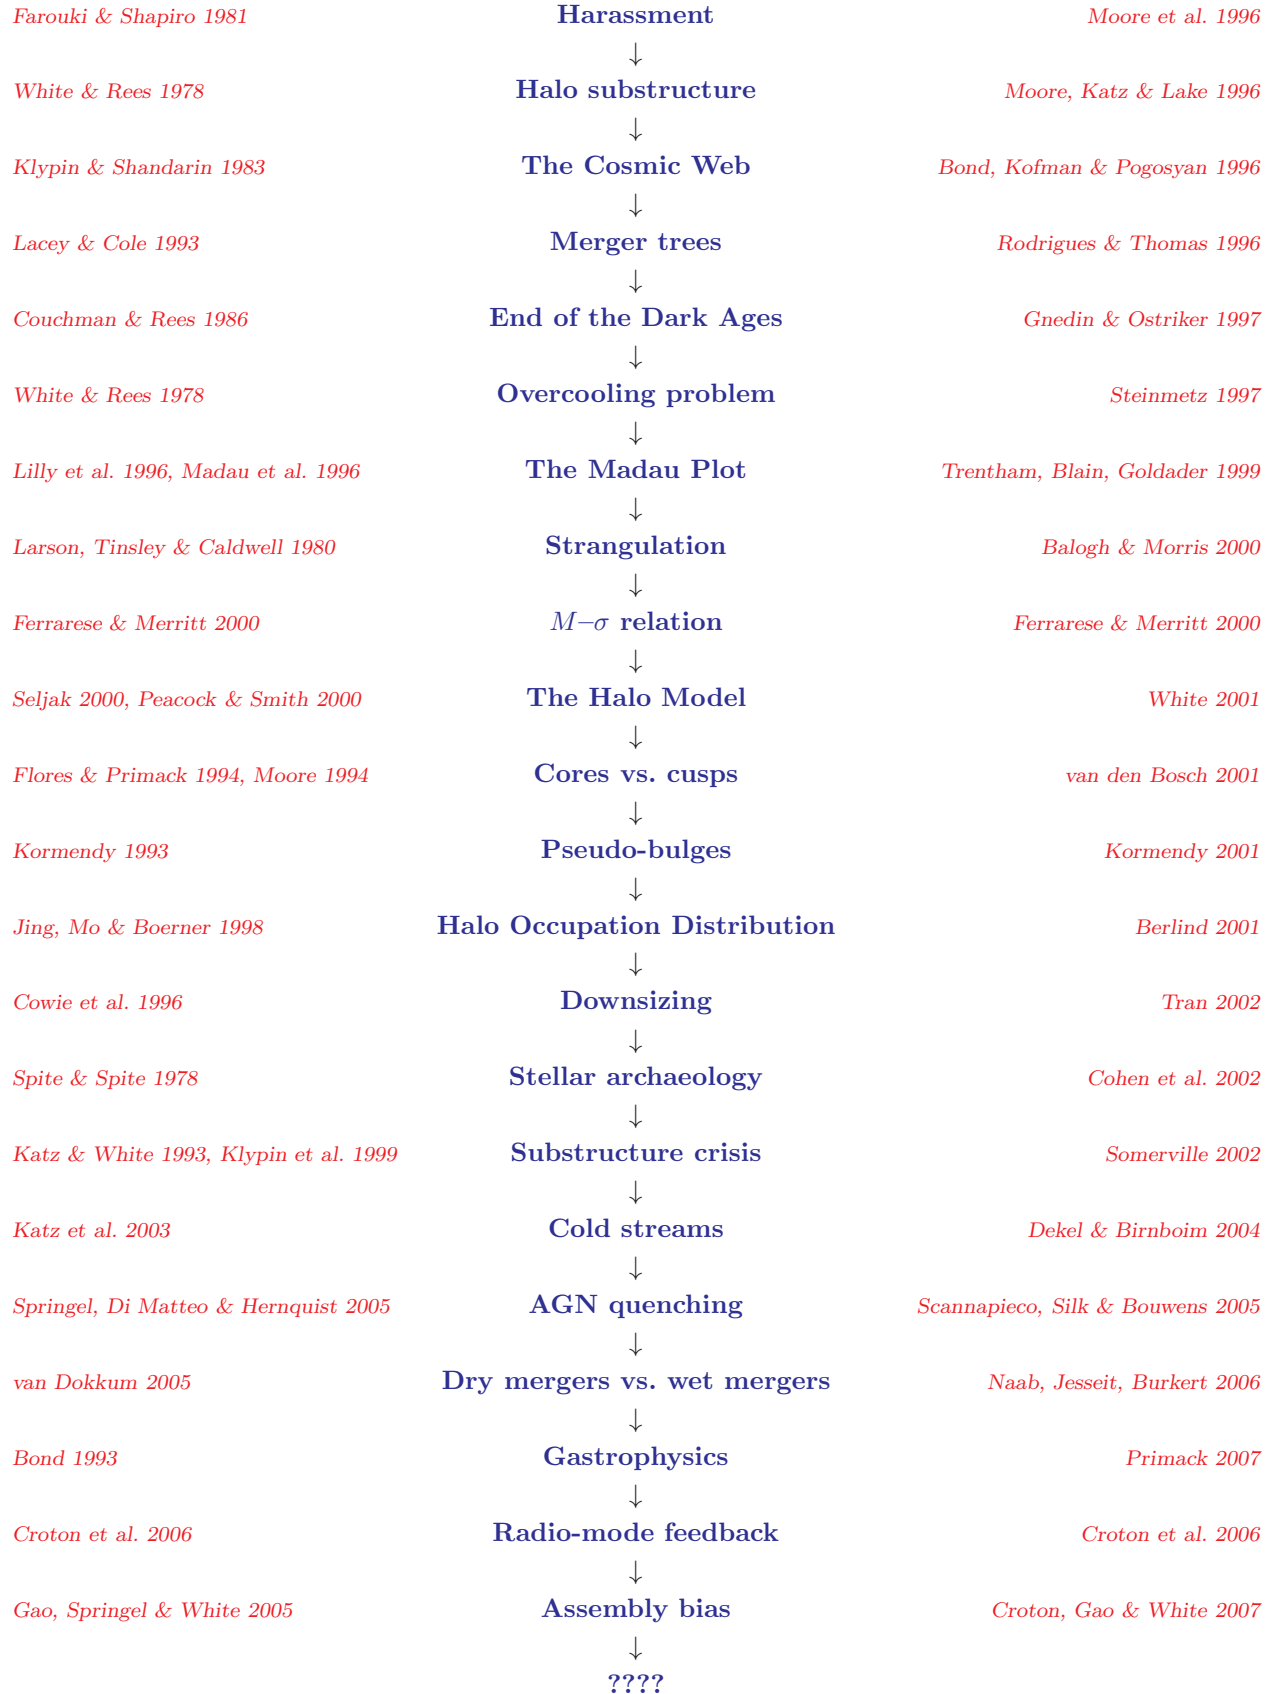 Farouki & Shapiro 1981 Harassment Moore et al. 1996
↓
White & Rees 1978 Halo substructure Moore, Katz & Lake 1996
↓
Klypin & Shandarin 1983 The Cosmic Web Bond, Kofman & Pogosyan 1996
↓
Lacey & Cole 1993 Merger trees Rodrigues & Thomas 1996
↓
Couchman & Rees 1986 End of the Dark Ages Gnedin & Ostriker 1997
↓
White & Rees 1978 Overcooling problem Steinmetz 1997
↓
Lilly et al. 1996, Madau et al. 1996 The Madau Plot Trentham, Blain, Goldader 1999
↓
Larson, Tinsley & Caldwell 1980 Strangulation Balogh & Morris 2000
↓
Ferrarese & Merritt 2000 M–σ relation Ferrarese & Merritt 2000
↓
Seljak 2000, Peacock & Smith 2000 The Halo Model White 2001
↓
Flores & Primack 1994, Moore 1994 Cores vs. cusps van den Bosch 2001
↓
Kormendy 1993 Pseudo-bulges Kormendy 2001
↓
Jing, Mo & Boerner 1998 Halo Occupation Distribution Berlind 2001
↓
Cowie et al. 1996 Downsizing Tran 2002
↓
Spite & Spite 1978 Stellar archaeology Cohen et al. 2002
↓
Katz & White 1993, Klypin et al. 1999 Substructure crisis Somerville 2002
↓
Katz et al. 2003 Cold streams Dekel & Birnboim 2004
↓
Springel, Di Matteo & Hernquist 2005 AGN quenching Scannapieco, Silk & Bouwens 2005
↓
van Dokkum 2005 Dry mergers vs. wet mergers Naab, Jesseit, Burkert 2006
↓
Bond 1993 Gastrophysics Primack 2007
↓
Croton et al. 2006 Radio-mode feedback Croton et al. 2006
↓
Gao, Springel & White 2005 Assembly bias Croton, Gao & White 2007
↓
????